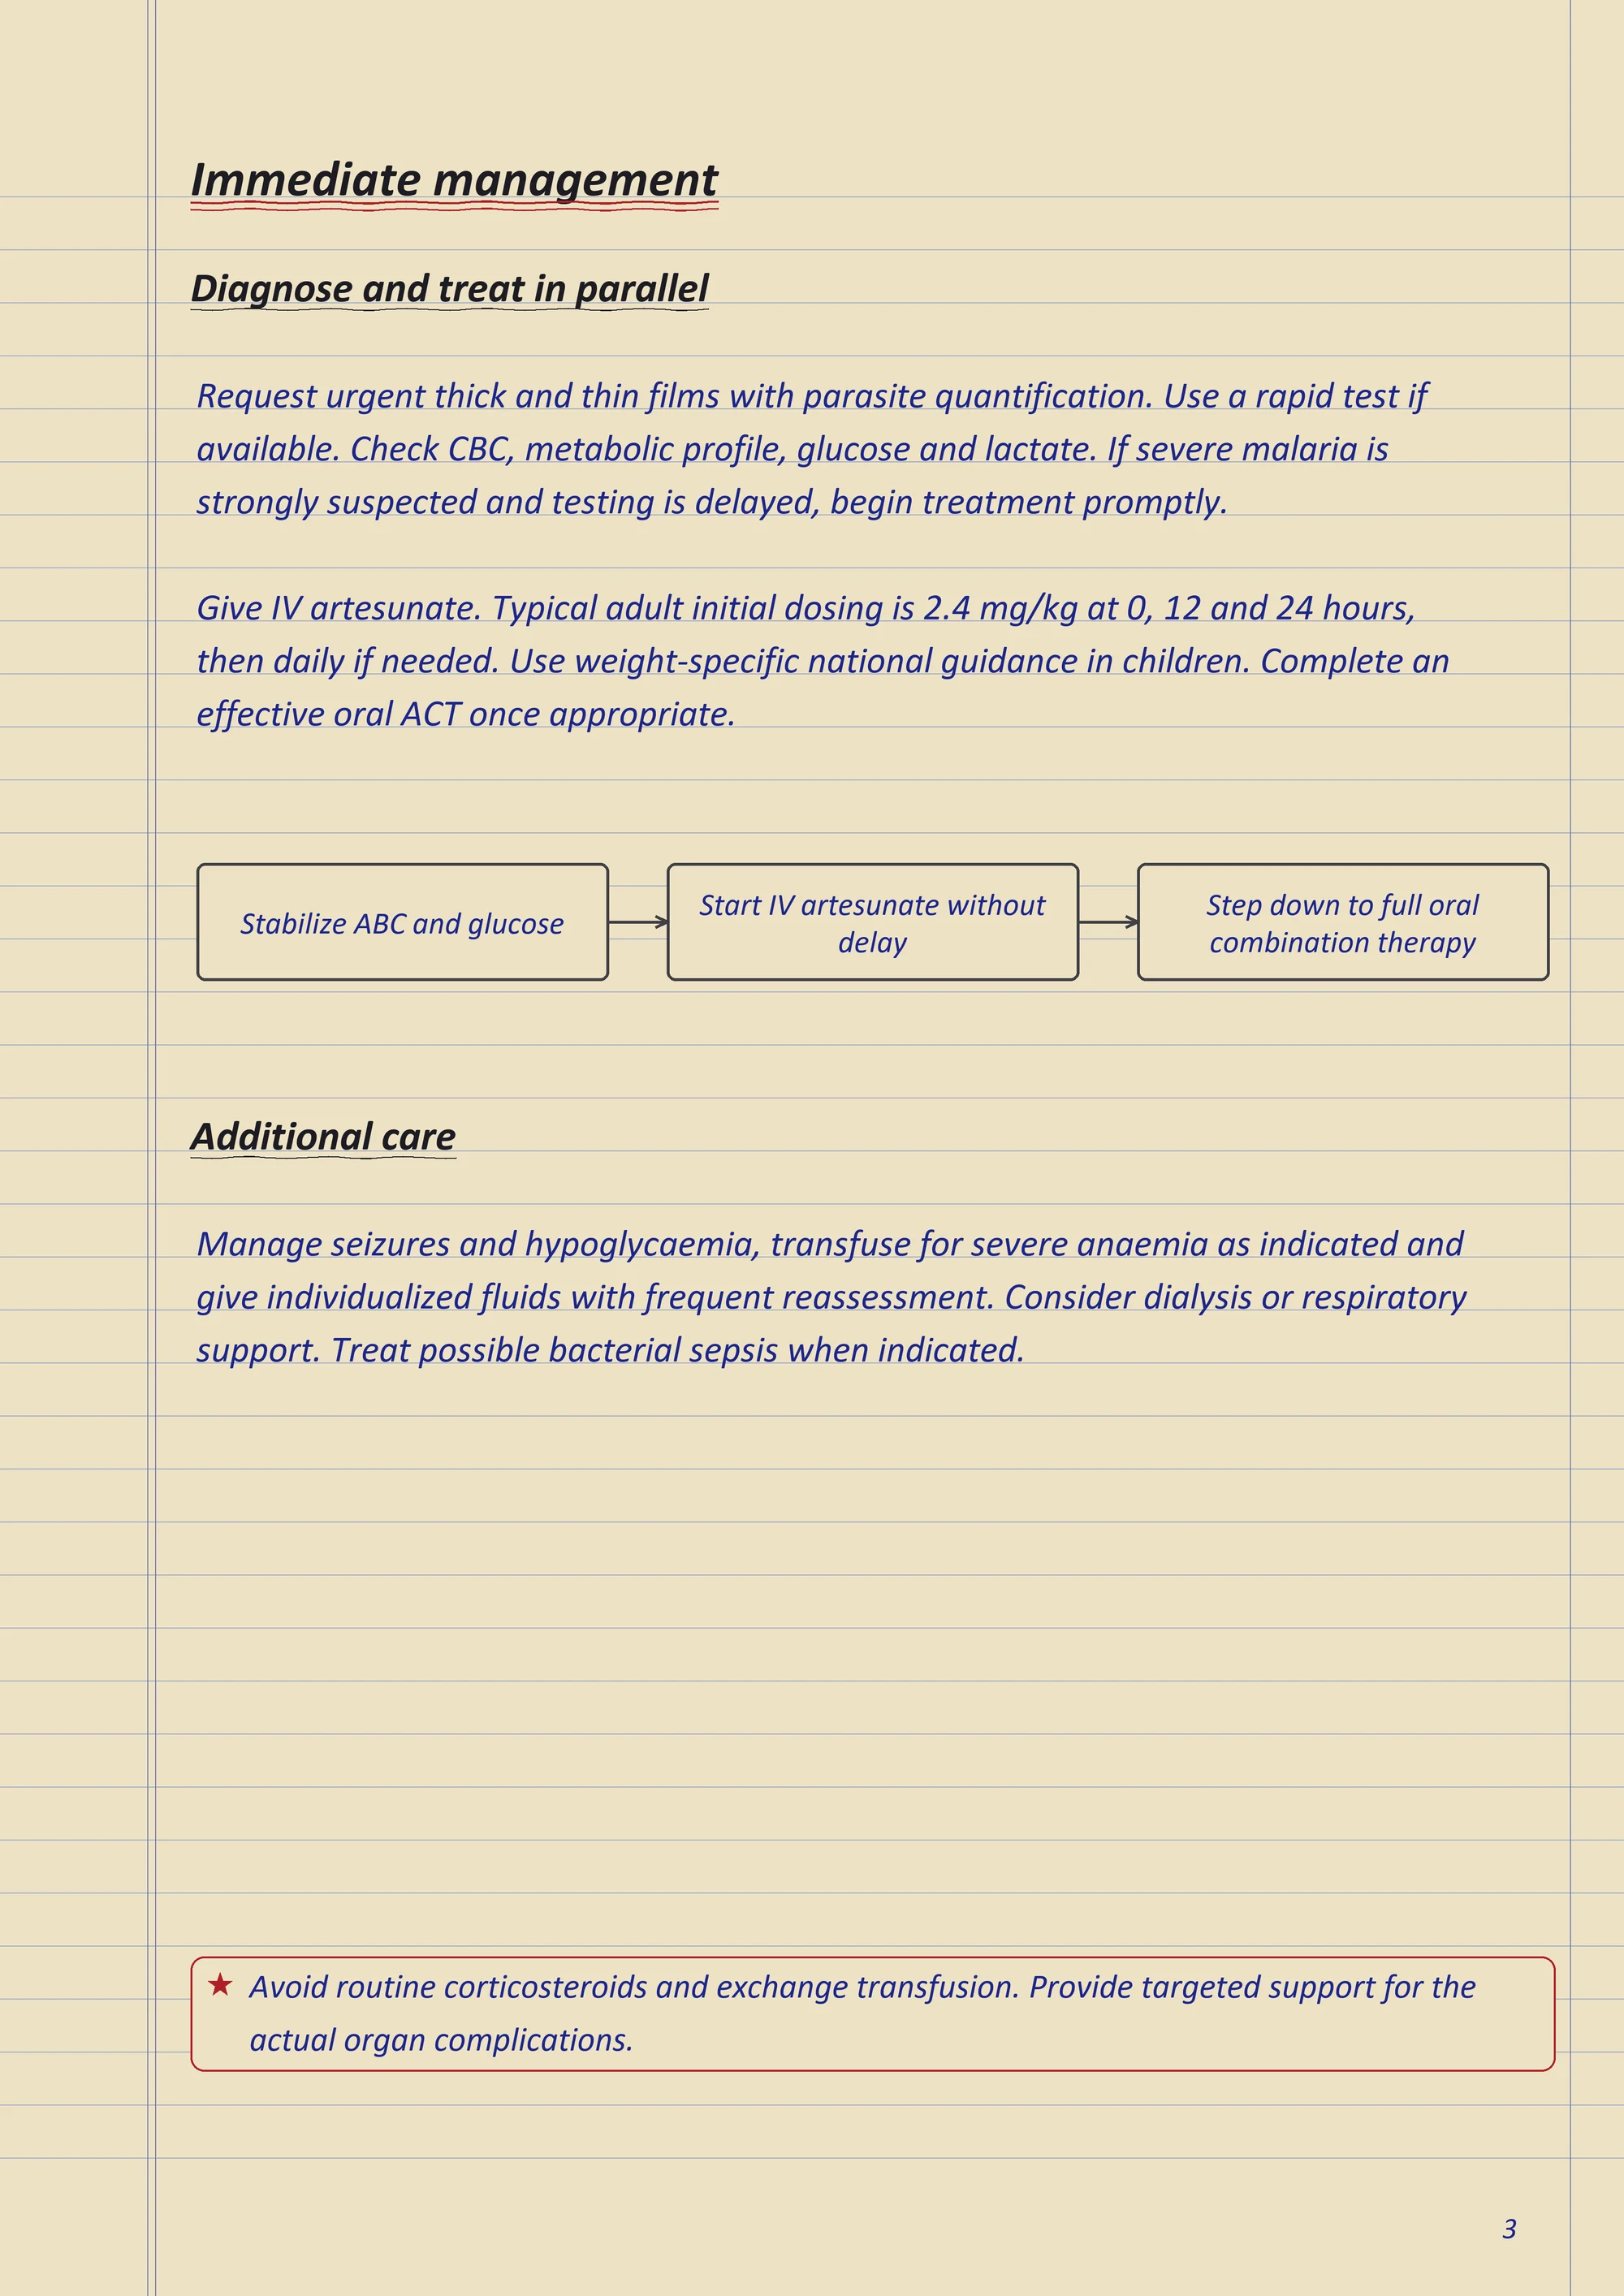 Immediate management
Diagnose and treat in parallel
Request urgent thick and thin films with parasite quantification. Use a rapid test if
available. Check CBC, metabolic profile, glucose and lactate. If severe malaria is
strongly suspected and testing is delayed, begin treatment promptly.
Give IV artesunate. Typical adult initial dosing is 2.4 mg/kg at 0, 12 and 24 hours,
then daily if needed. Use weight-specific national guidance in children. Complete an
effective oral ACT once appropriate.
Stabilize ABC and glucose
Start IV artesunate without
delay
Step down to full oral
combination therapy
Additional care
Manage seizures and hypoglycaemia, transfuse for severe anaemia as indicated and
give individualized fluids with frequent reassessment. Consider dialysis or respiratory
support. Treat possible bacterial sepsis when indicated.
★ Avoid routine corticosteroids and exchange transfusion. Provide targeted support for the
actual organ complications.
3